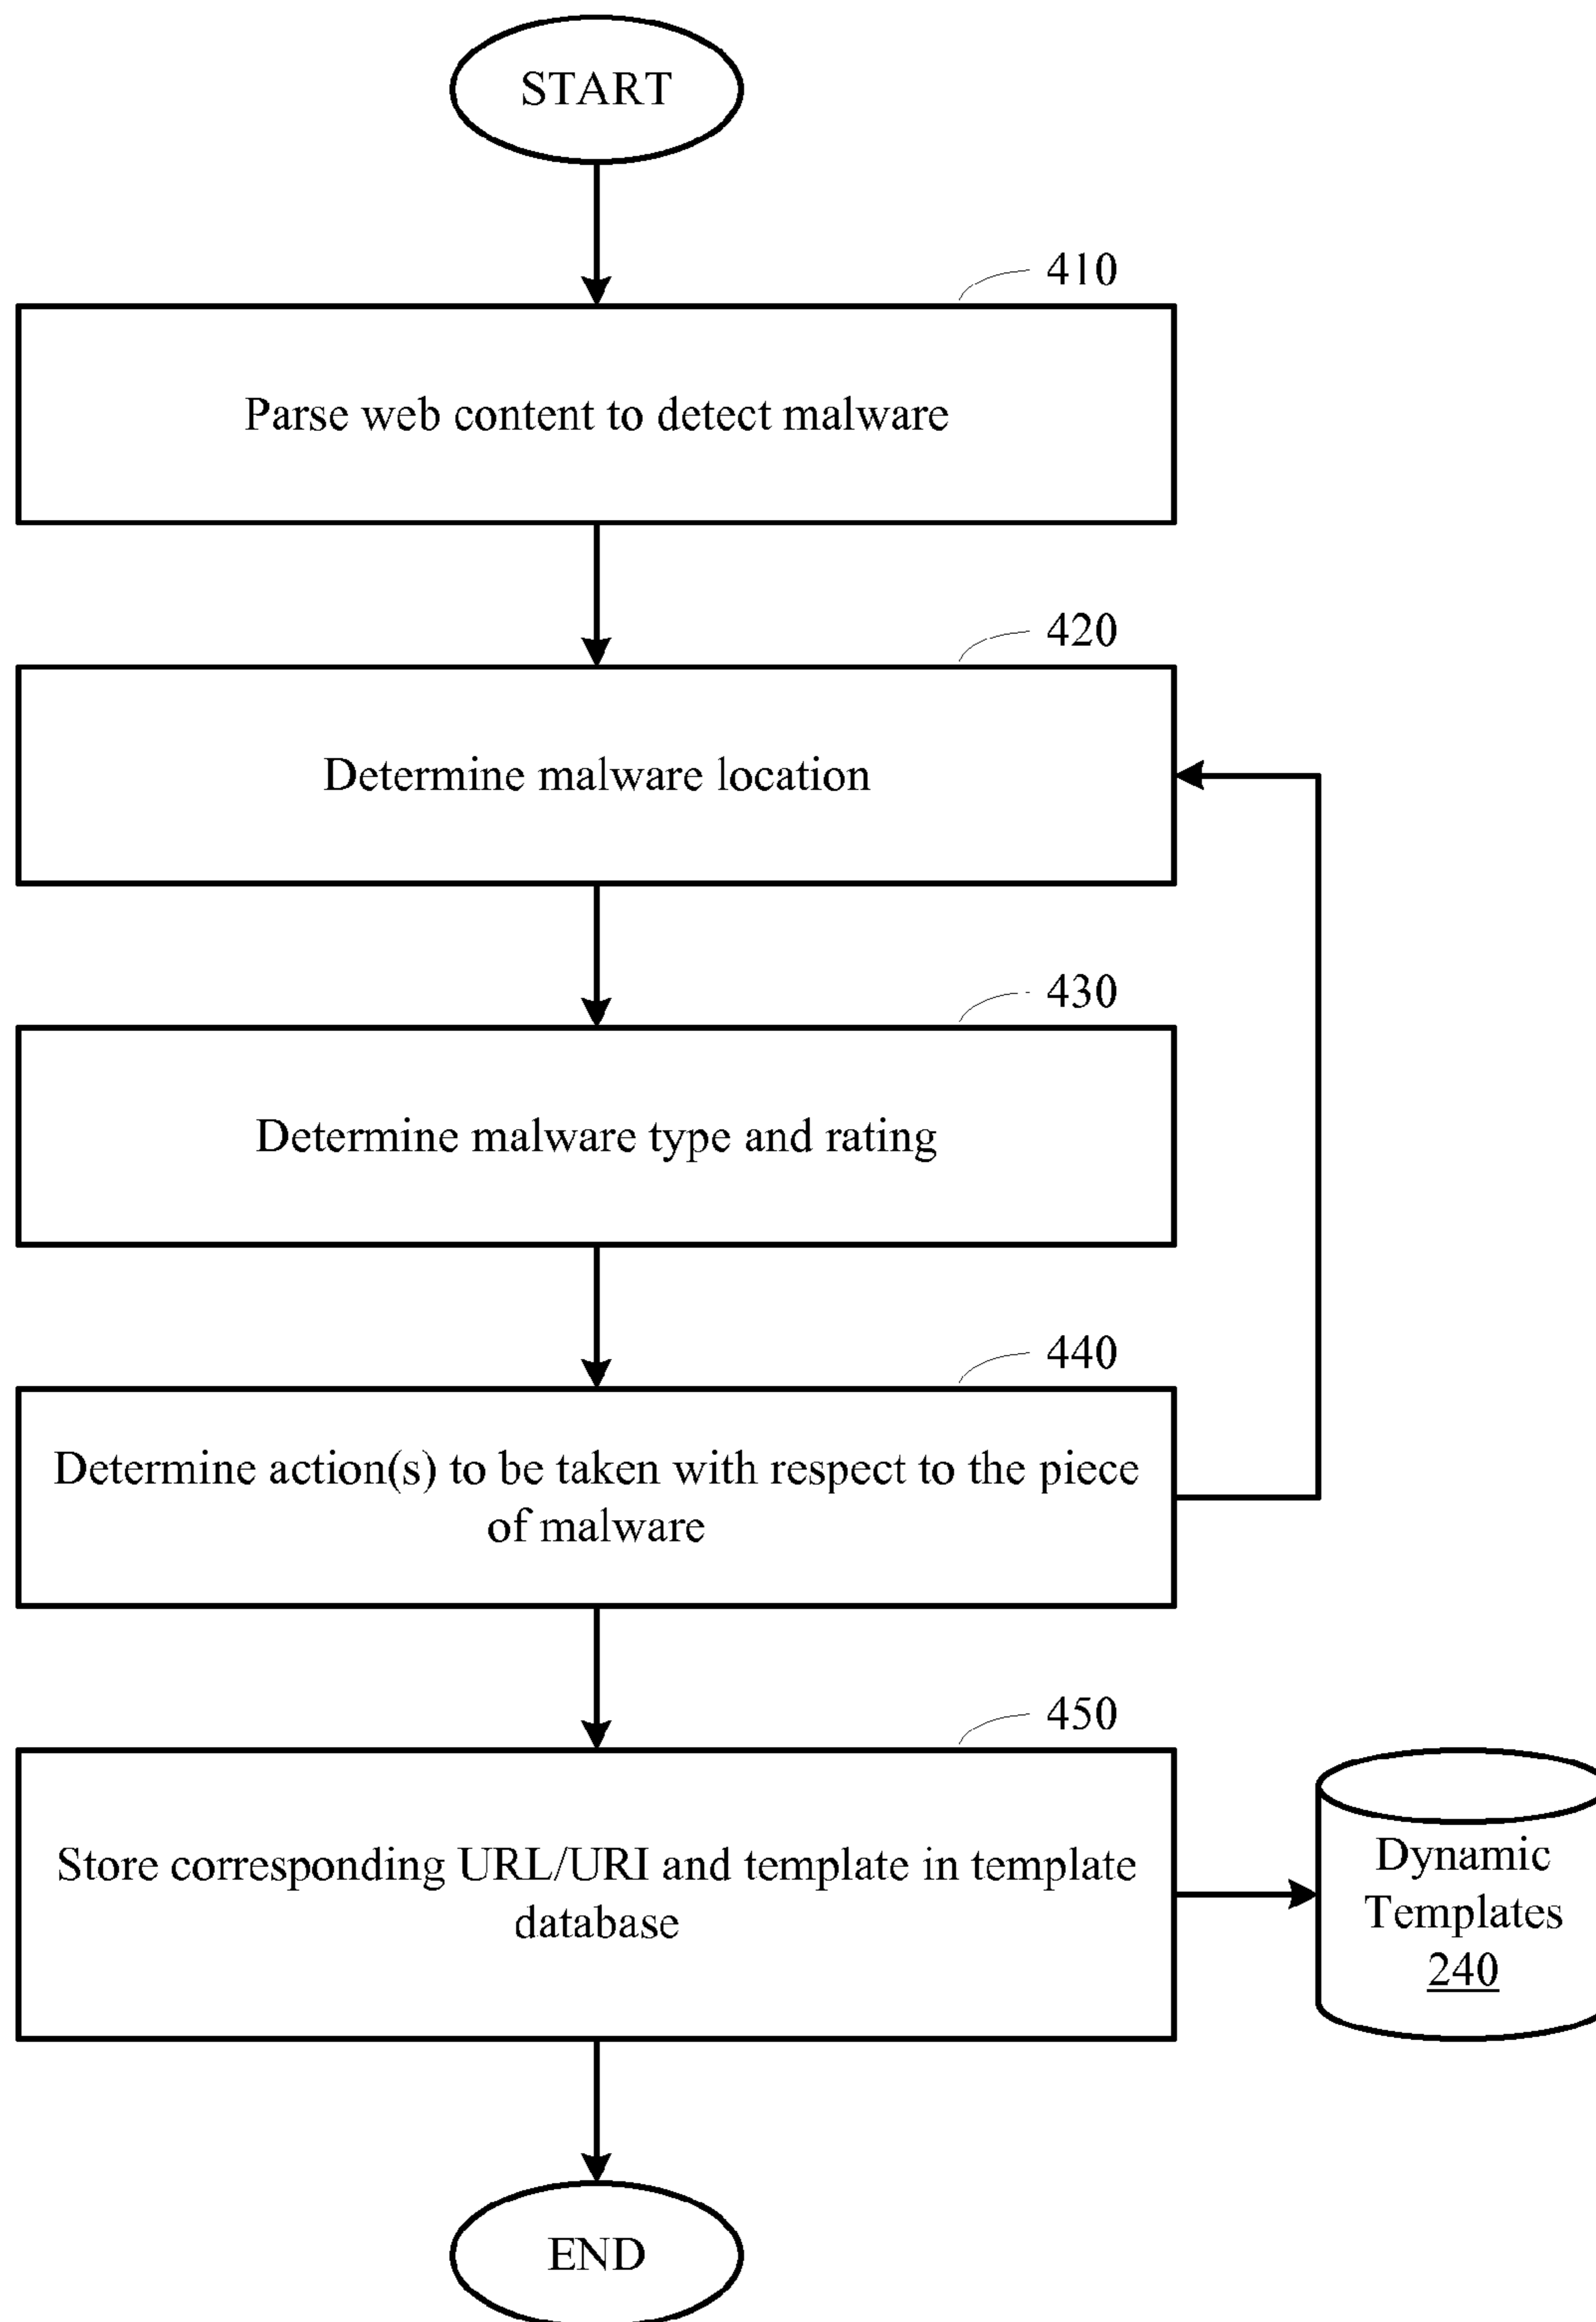 START
410
Parse web content to detect malware
420
Determine malware location
430
Determine malware type and rating
440
Determine action(s) to be taken with respect to the piece
of malware
450
Store corresponding URL/URI and template in template
database
Dynamic
Templates
240
END